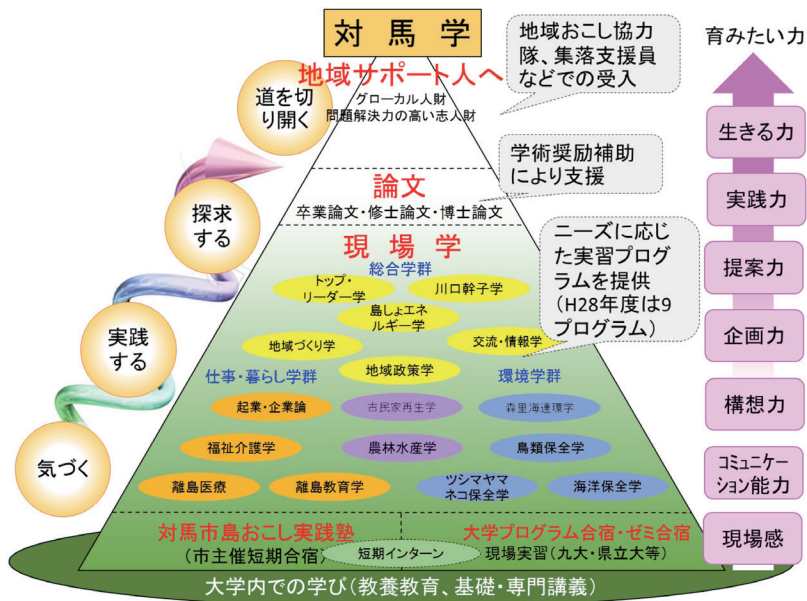 対馬学
地域サポート人へ
グローカル人財
問題解決力の高い志人財
論文
卒業論文・修士論文・博士論文
現場学
総合学群
トップ・
リーダー学
川口幹子学
島しょエネ
ルギー学
地域づくり学
交流・情報学
地域政策学
仕事・暮らし学群
環境学群
起業・企業論
古民家再生学
森里海連環学
福祉介護学
農林水産学
鳥類保全学
離島医療
離島教育学
ツシマヤマ
ネコ保全学
海洋保全学
対馬市島おこし実践塾
(市主催短期合宿)
短期インターン
大学プログラム合宿・ゼミ合宿
現場実習(九大・県立大等)
大学内での学び(教養教育、基礎・専門講義)
道を切
り開く
探求
する
実践
する
気づく
地域おこし協力
隊、集落支援員
などでの受入
学術奨励補助
により支援
ニーズに応じ
た実習プログ
ラムを提供
(H28年度は9
プログラム)
育みたい力
生きる力
実践力
提案力
企画力
構想力
コミュニケー
ション能力
現場感